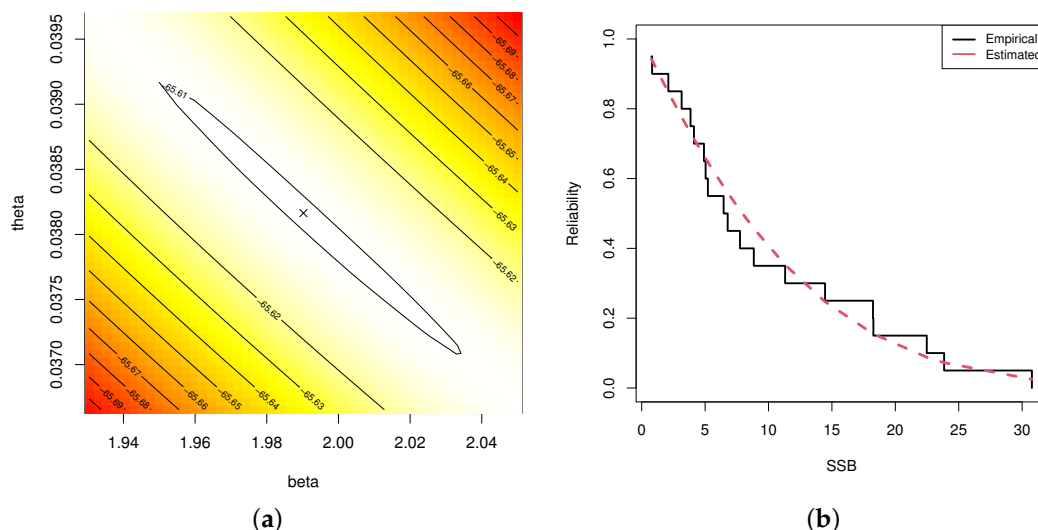 0.0395
0.0390
0.0385
0.0380
0.0375
0.0370
theta
-65.69
-65.68
-65.67
-65.66
-65.65
-65.64
-65.63
-65.62
-65.61
-65.62
-65.63
-65.64
-65.65
-65.66
-65.67
-65.68
-65.69
1.94 1.96 1.98 2.00 2.02 2.04
beta
(a)
Empirical
Estimated
1.0
0.8
0.6
0.4
0.2
0.0
Reliability
0 5 10 15 20 25 30
SSB
(b)